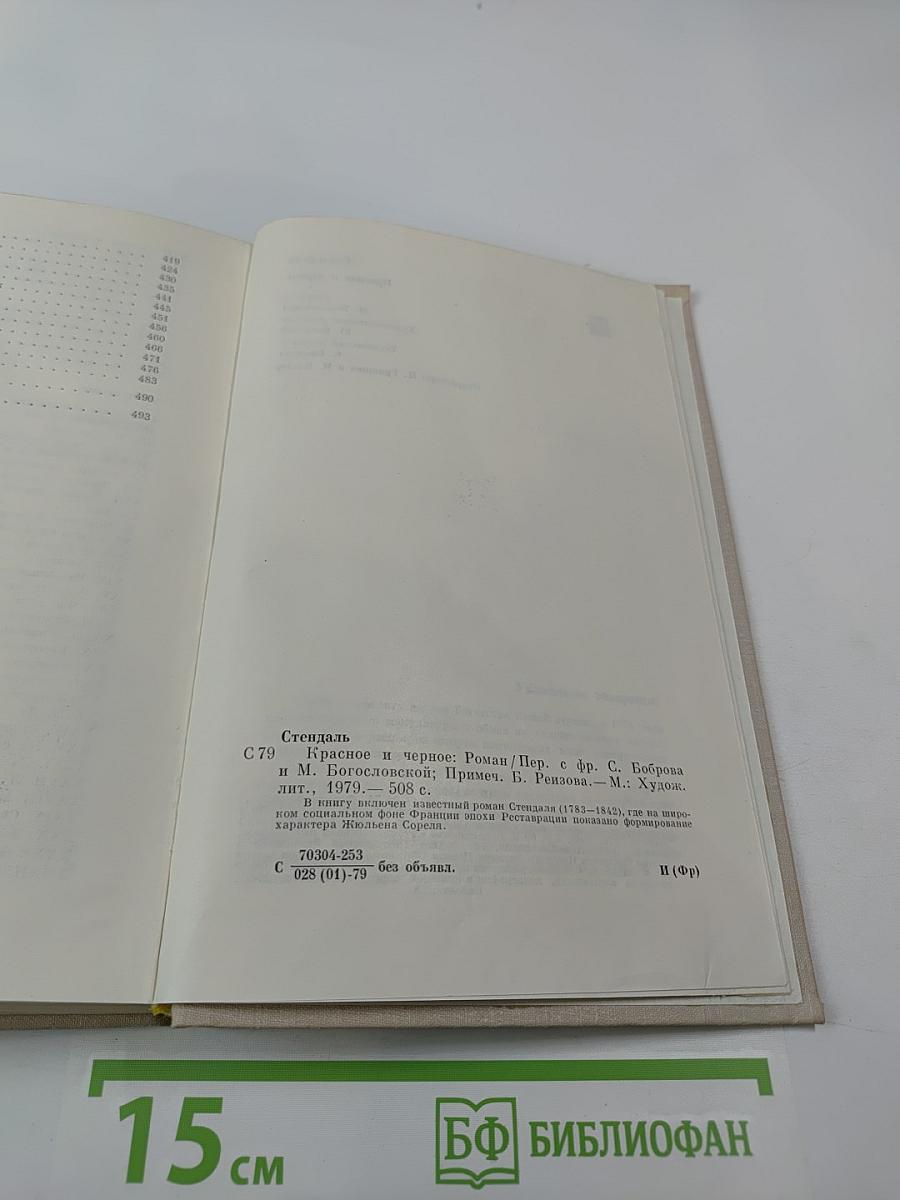 419
424
430
435
441
445
451
456
460
466
471
476
483
490
493
Стендаль
С 79 Красное и черное: Роман/Пер. с фр. С. Боброва
и М. Богословской; Примеч. Б. Реизова.—М.: Худож.
лит., 1979.— 508 с.
В книгу включен известный роман Стендаля (1783—1842), где на широ-
ком социальном фоне Франции эпохи Реставрации показано формирование
характера Жюльена Сореля.
С 70304-253 без объявл. И (Фр)
028 (01)-79
15 см
БФ БИБЛИОФАН